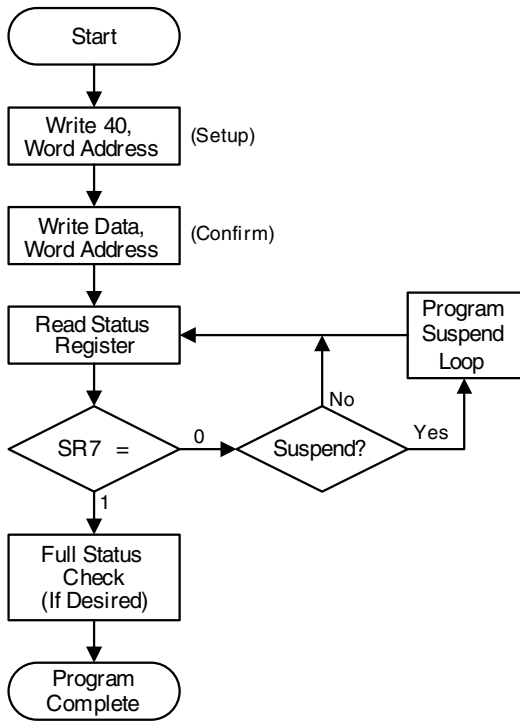 Start
Write 40,
Word Address
(Setup)
Write Data,
Word Address
(Confirm)
Read Status
Register
Program
Suspend
Loop
No
SR7 =
0
Suspend?
Yes
1
Full Status
Check
(If Desired)
Program
Complete